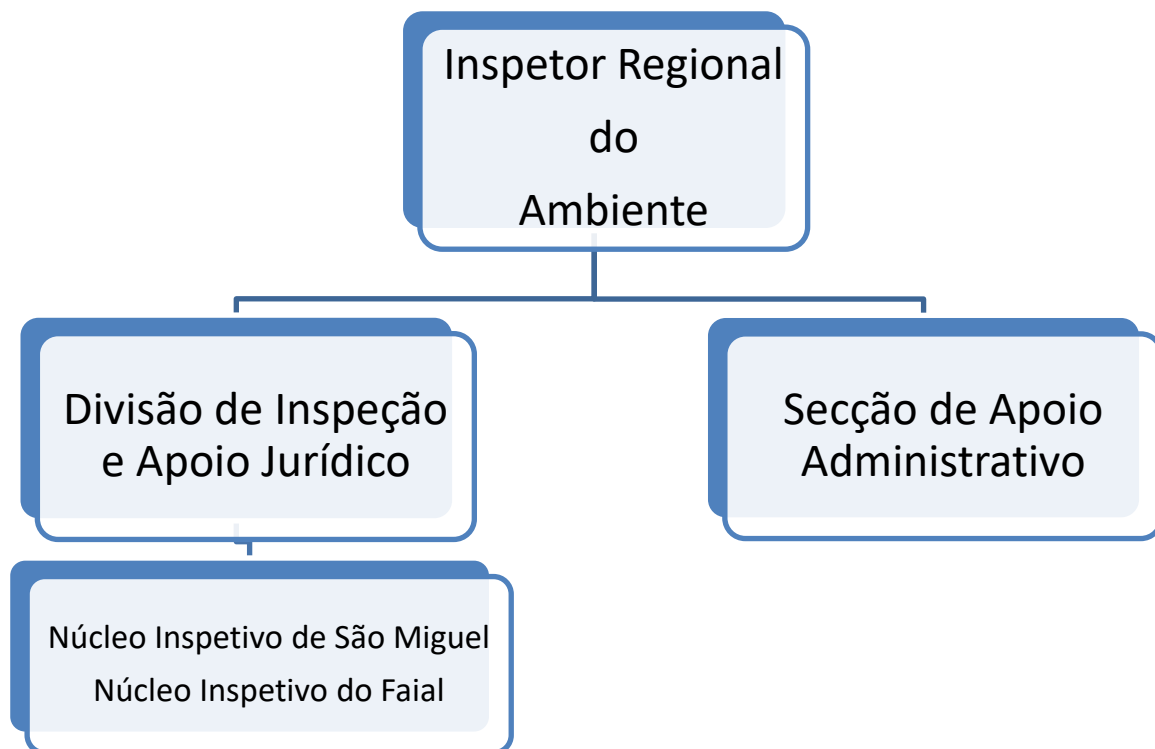 Inspetor Regional
do
Ambiente
Divisão de Inspeção
e Apoio Jurídico
Secção de Apoio
Administrativo
Núcleo Inspetivo de São Miguel
Núcleo Inspetivo do Faial